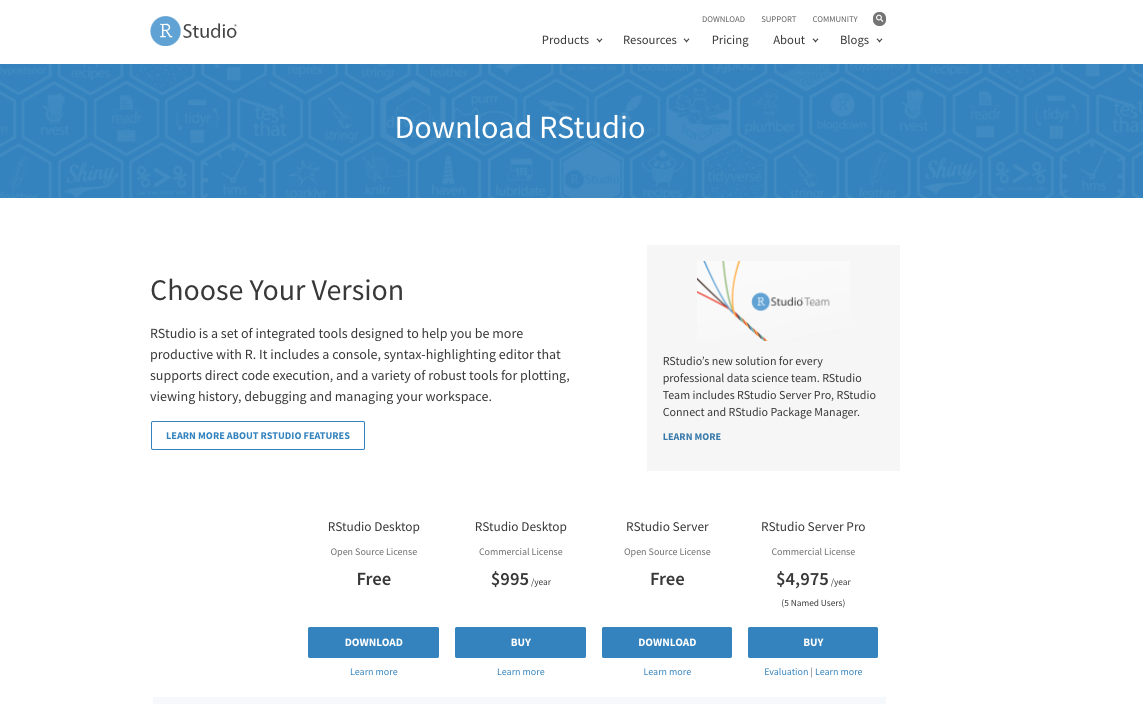 R Studio
DOWNLOAD SUPPORT COMMUNITY
Products Resources Pricing About Blogs
Download RStudio
Choose Your Version
RStudio is a set of integrated tools designed to help you be more
productive with R. It includes a console, syntax-highlighting editor that
supports direct code execution, and a variety of robust tools for plotting,
viewing history, debugging and managing your workspace.
LEARN MORE ABOUT RSTUDIO FEATURES
R Studio Team
RStudio's new solution for every
professional data science team. RStudio
Team includes RStudio Server Pro, RStudio
Connect and RStudio Package Manager.
LEARN MORE
RStudio Desktop RStudio Desktop RStudio Server RStudio Server Pro
Open Source License Commercial License Open Source License Commercial License
Free $995 /year Free $4,975 /year
(5 Named Users)
DOWNLOAD BUY DOWNLOAD BUY
Learn more Learn more Learn more Evaluation | Learn more